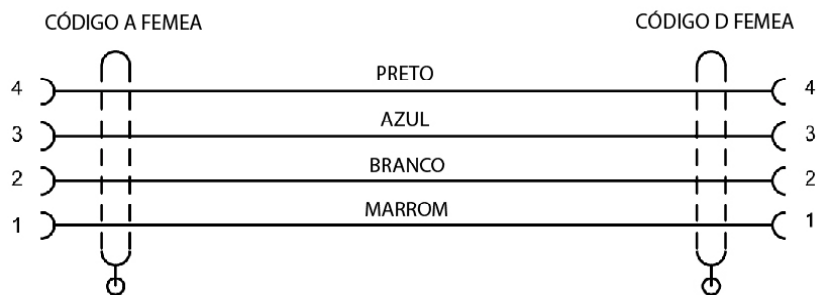 CÓDIGO A FEMEA
CÓDIGO D FEMEA
4 PRETO 4
3 AZUL 3
2 BRANCO 2
1 MARROM 1